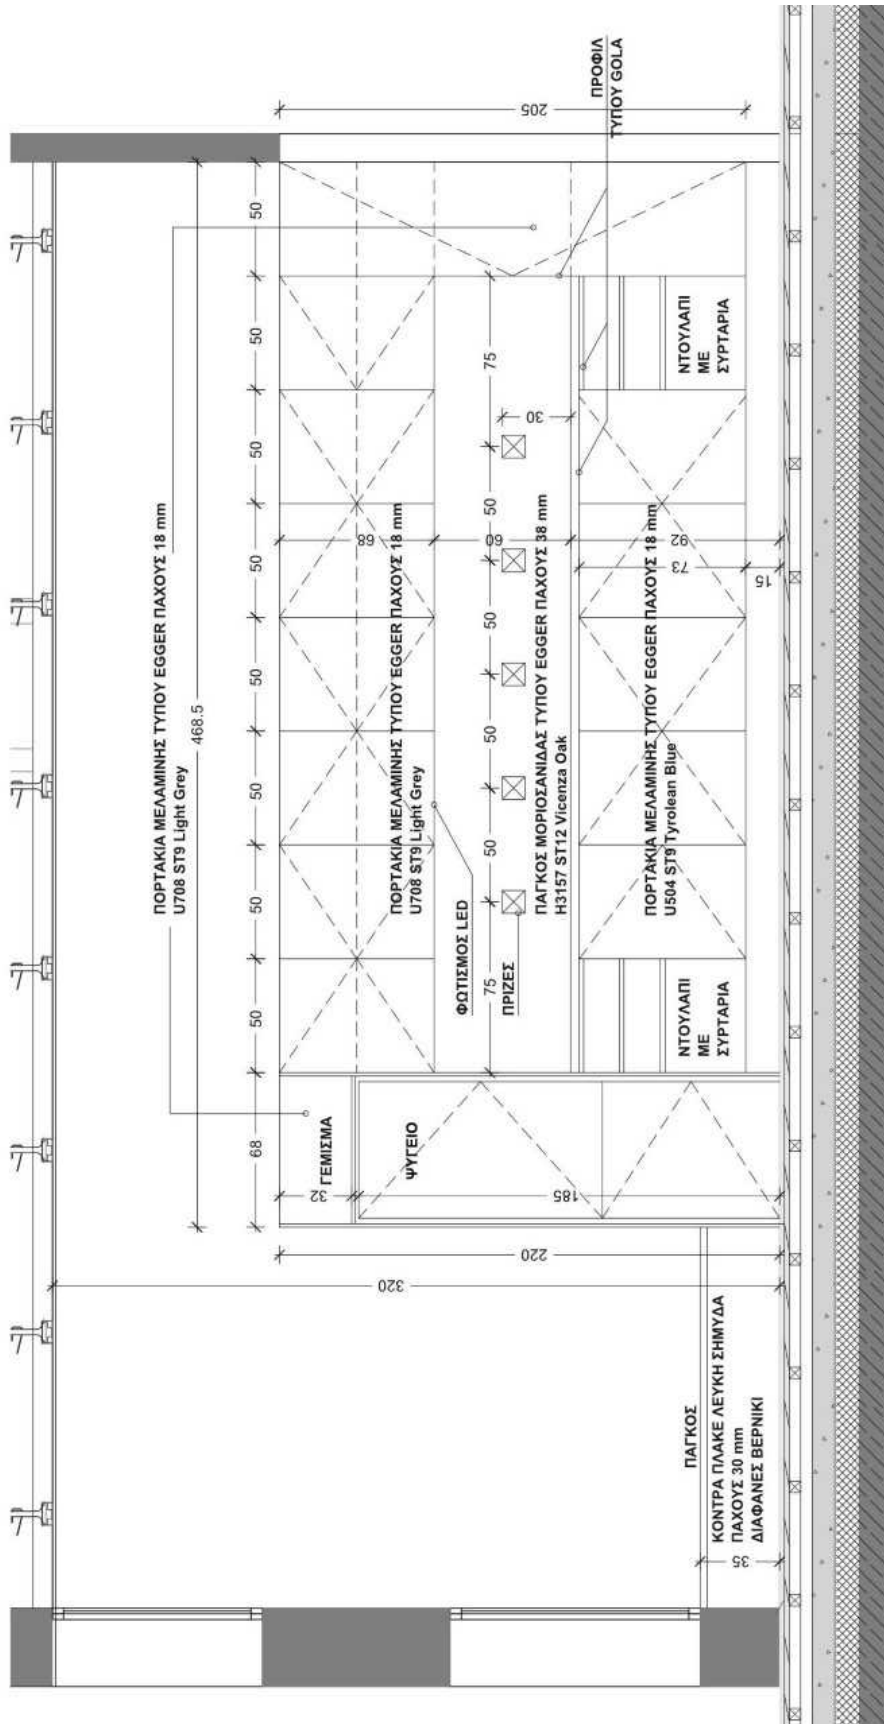 ΠΟΡΤΑΚΙΑ ΜΕΛΑΜΙΝΗΣ ΤΥΠΟΥ EGGER ΠΑΧΟΥΣ 18 mm
U708 ST9 Light Grey
468.5
68
50
50
50
50
50
50
50
50
205
ΠΡΟΦΙΛ
ΤΥΠΟΥ GOLA
320
220
32
ΓΕΜΙΣΜΑ
185
ΨΥΓΕΙΟ
ΠΟΡΤΑΚΙΑ ΜΕΛΑΜΙΝΗΣ ΤΥΠΟΥ EGGER ΠΑΧΟΥΣ 18 mm
U708 ST9 Light Grey
68
ΦΩΤΙΣΜΟΣ LED
60
75
50
50
50
50
75
ΠΡΙΖΕΣ
30
ΠΑΓΚΟΣ ΜΟΡΙΟΣΑΝΙΔΑΣ ΤΥΠΟΥ EGGER ΠΑΧΟΥΣ 38 mm
H3157 ST12 Vicenza Oak
ΠΟΡΤΑΚΙΑ ΜΕΛΑΜΙΝΗΣ ΤΥΠΟΥ EGGER ΠΑΧΟΥΣ 18 mm
U504 ST9 Tyrolean Blue
92
73
15
ΝΤΟΥΛΑΠΙ
ΜΕ
ΣΥΡΤΑΡΙΑ
ΝΤΟΥΛΑΠΙ
ΜΕ
ΣΥΡΤΑΡΙΑ
ΠΑΓΚΟΣ
ΚΟΝΤΡΑ ΠΛΑΚΕ ΛΕΥΚΗ ΣΗΜΥΔΑ
ΠΑΧΟΥΣ 30 mm
ΔΙΑΦΑΝΕΣ ΒΕΡΝΙΚΙ
35